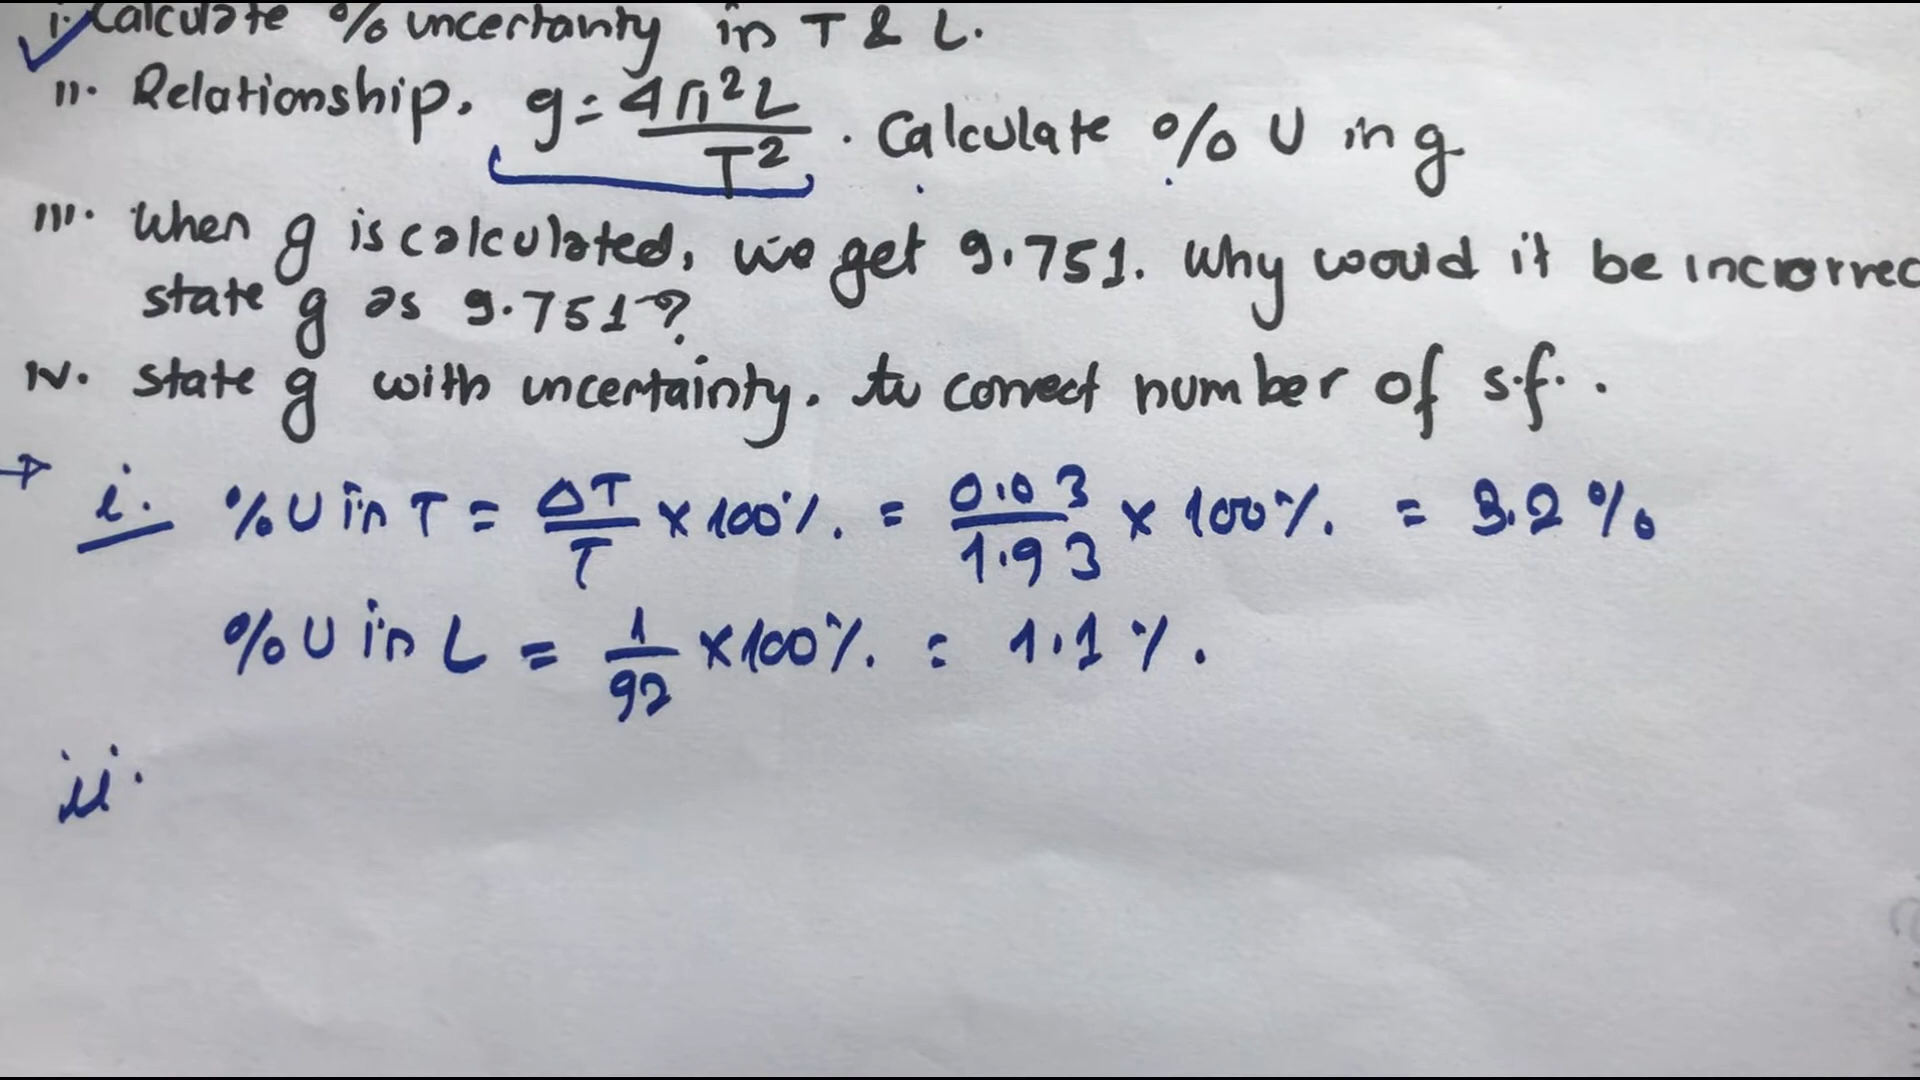 i. Calculate % uncertainty in T & L.
ii. Relationship. g = 4π²L / T² . Calculate % U in g
iii. When g is calculated, we get 9.751. Why would it be incorrec
state g as 9.751?
iv. state g with uncertainty. to correct number of s.f.
→ i. % U in T = ΔT/T × 100%. = 0.03/1.93 × 100%. = 3.2 %
% U in L = 1/92 × 100%. = 1.1 %.
ii.